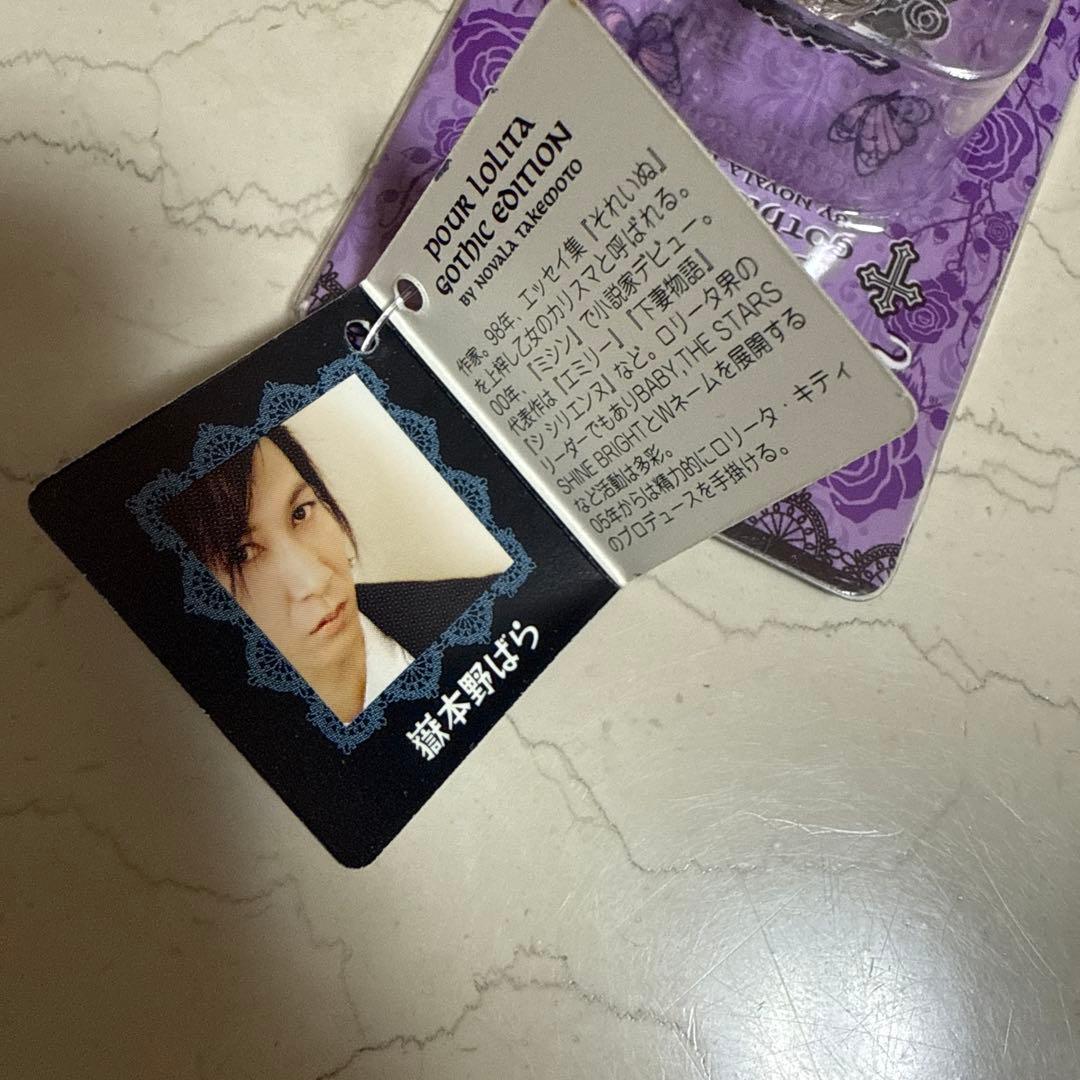 POUR LOLITA
GOTHIC EDITION
BY NOVALA TAKEMOTO
作家。98年、エッセイ集『それいぬ』
を上梓し乙女のカリスマと呼ばれる。
00年、『ミシン』で小説家デビュー。
代表作は『エミリー』『下妻物語』
『シシリエンヌ』など。ロリータ界の
リーダーでもありBABY,THE STARS
SHINE BRIGHTとWネームを展開する
など活動は多彩。
05年からは精力的にロリータ・キティ
のプロデュースを手掛ける。
嶽本野ばら
BY NOVALA